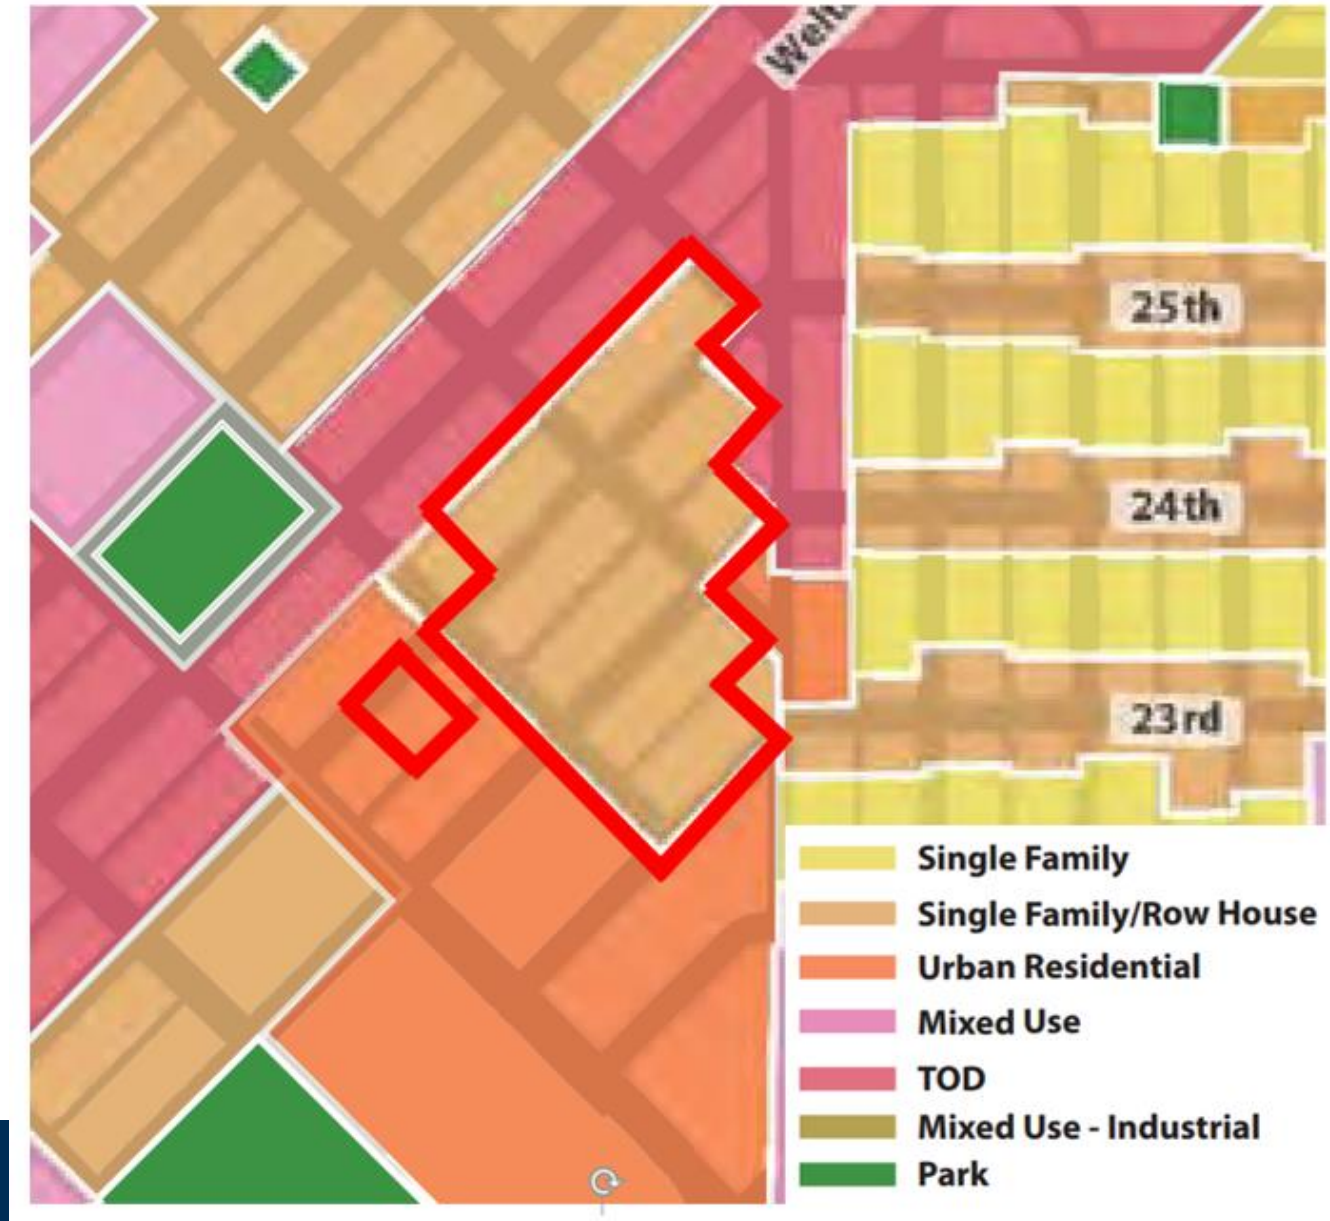 25th
24th
23rd
Single Family
Single Family/Row House
Urban Residential
Mixed Use
TOD
Mixed Use - Industrial
Park